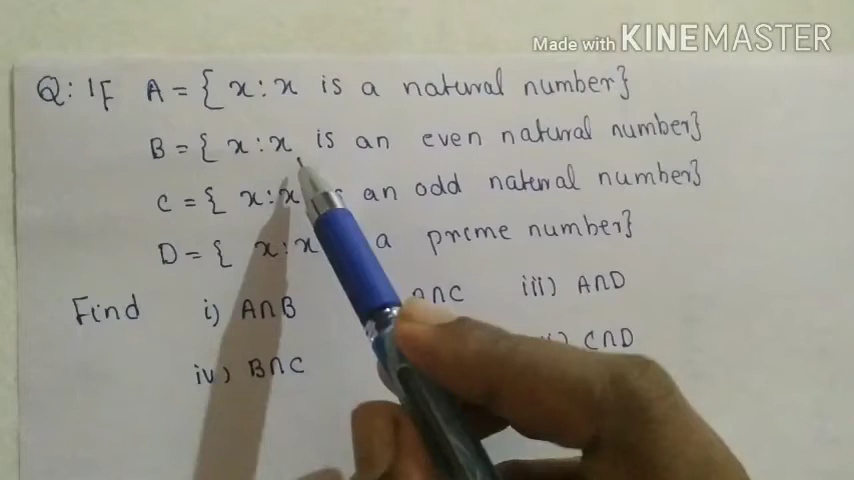 Made with KINEMASTER
Q: If A = { x : x is a natural number}
B = { x : x is an even natural number}
C = { x : x is an odd natural number}
D = { x : x a prime number}
Find i) A∩B A∩C iii) A∩D
iv) B∩C C∩D